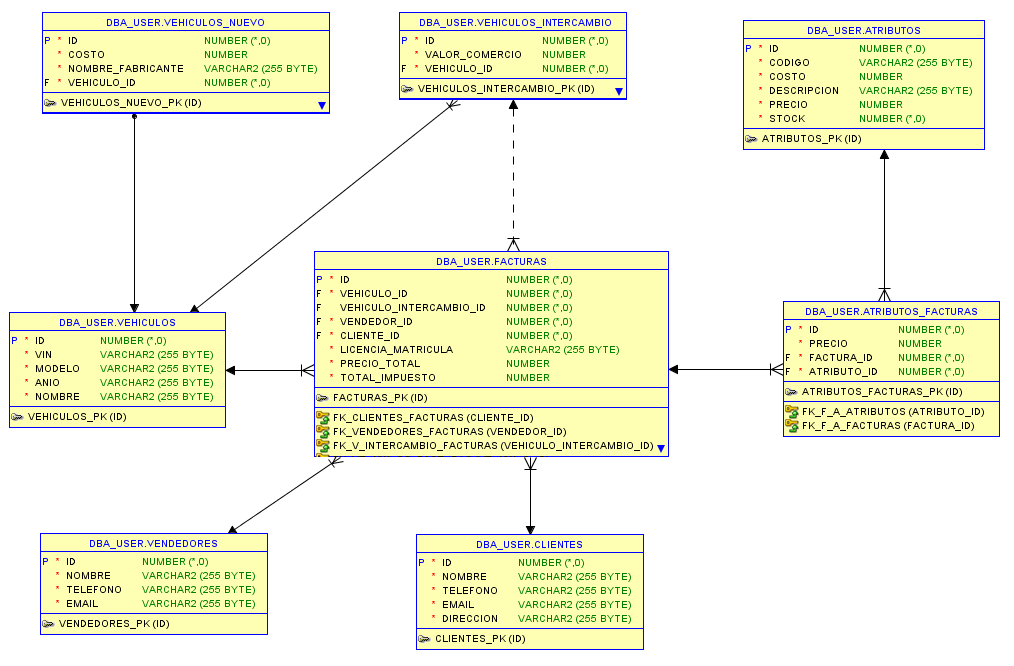 DBA_USER.VEHICULOS_NUEVO
P * ID NUMBER (*,0)
* COSTO NUMBER
* NOMBRE_FABRICANTE VARCHAR2 (255 BYTE)
F * VEHICULO_ID NUMBER (*,0)
VEHICULOS_NUEVO_PK (ID)
DBA_USER.VEHICULOS_INTERCAMBIO
P * ID NUMBER (*,0)
* VALOR_COMERCIO NUMBER
F * VEHICULO_ID NUMBER (*,0)
VEHICULOS_INTERCAMBIO_PK (ID)
DBA_USER.ATRIBUTOS
P * ID NUMBER (*,0)
* CODIGO VARCHAR2 (255 BYTE)
* COSTO NUMBER
* DESCRIPCION VARCHAR2 (255 BYTE)
* PRECIO NUMBER
* STOCK NUMBER (*,0)
ATRIBUTOS_PK (ID)
DBA_USER.VEHICULOS
P * ID NUMBER (*,0)
* VIN VARCHAR2 (255 BYTE)
* MODELO VARCHAR2 (255 BYTE)
* ANIO VARCHAR2 (255 BYTE)
* NOMBRE VARCHAR2 (255 BYTE)
VEHICULOS_PK (ID)
DBA_USER.FACTURAS
P * ID NUMBER (*,0)
F * VEHICULO_ID NUMBER (*,0)
F VEHICULO_INTERCAMBIO_ID NUMBER (*,0)
F * VENDEDOR_ID NUMBER (*,0)
F * CLIENTE_ID NUMBER (*,0)
* LICENCIA_MATRICULA VARCHAR2 (255 BYTE)
* PRECIO_TOTAL NUMBER
* TOTAL_IMPUESTO NUMBER
FACTURAS_PK (ID)
FK_CLIENTES_FACTURAS (CLIENTE_ID)
FK_VENDEDORES_FACTURAS (VENDEDOR_ID)
FK_V_INTERCAMBIO_FACTURAS (VEHICULO_INTERCAMBIO_ID)
DBA_USER.ATRIBUTOS_FACTURAS
P * ID NUMBER (*,0)
* PRECIO NUMBER
F * FACTURA_ID NUMBER (*,0)
F * ATRIBUTO_ID NUMBER (*,0)
ATRIBUTOS_FACTURAS_PK (ID)
FK_F_A_ATRIBUTOS (ATRIBUTO_ID)
FK_F_A_FACTURAS (FACTURA_ID)
DBA_USER.VENDEDORES
P * ID NUMBER (*,0)
* NOMBRE VARCHAR2 (255 BYTE)
* TELEFONO VARCHAR2 (255 BYTE)
* EMAIL VARCHAR2 (255 BYTE)
VENDEDORES_PK (ID)
DBA_USER.CLIENTES
P * ID NUMBER (*,0)
* NOMBRE VARCHAR2 (255 BYTE)
* TELEFONO VARCHAR2 (255 BYTE)
* EMAIL VARCHAR2 (255 BYTE)
* DIRECCION VARCHAR2 (255 BYTE)
CLIENTES_PK (ID)